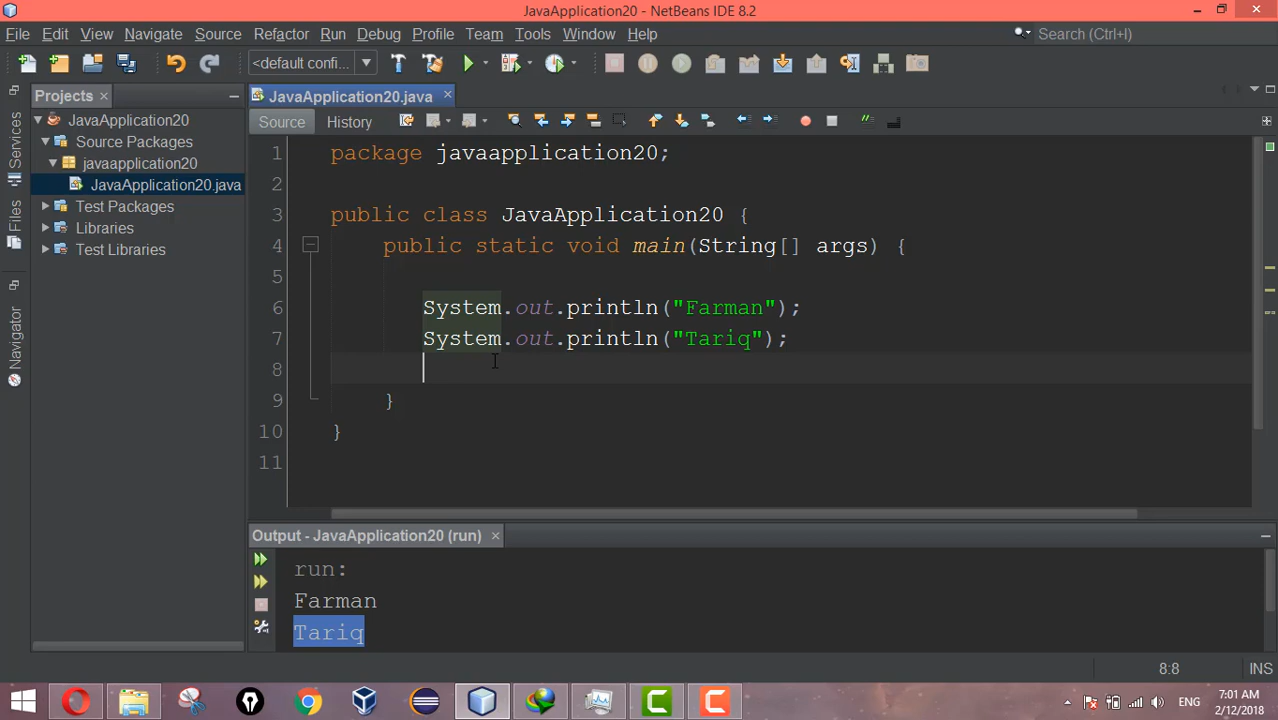 JavaApplication20 - NetBeans IDE 8.2
File Edit View Navigate Source Refactor Run Debug Profile Team Tools Window Help Search (Ctrl+I)
<default confi...
Projects
JavaApplication20.java
Services
Files
Navigator
JavaApplication20
Source Packages
javaapplication20
JavaApplication20.java
Test Packages
Libraries
Test Libraries
Source History
1 package javaapplication20;
2
3 public class JavaApplication20 {
4 public static void main(String[] args) {
5
6 System.out.println("Farman");
7 System.out.println("Tariq");
8
9 }
10 }
11
Output - JavaApplication20 (run)
run:
Farman
Tariq
8:8 INS
ENG
7:01 AM
2/12/2018